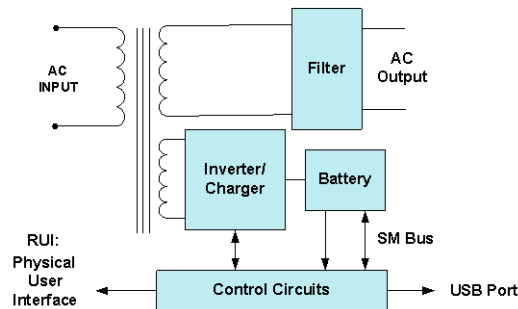 AC
INPUT
Filter
AC
Output
Inverter/
Charger
Battery
SM Bus
RUI:
Physical
User
Interface
Control Circuits
USB Port